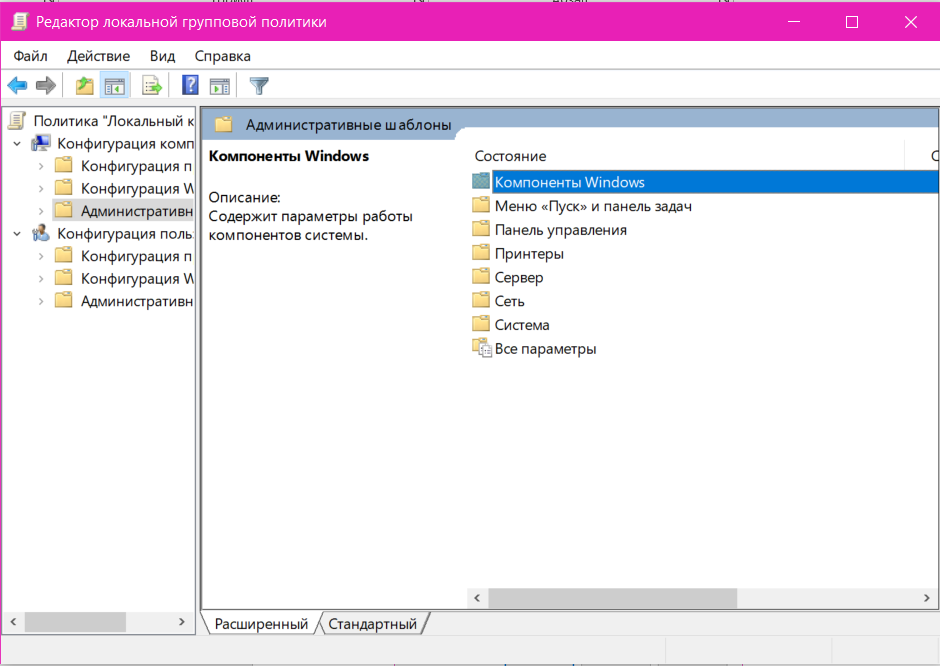 Редактор локальной групповой политики
Файл Действие Вид Справка
Политика "Локальный к
Конфигурация комп
Конфигурация п
Конфигурация W
Административн
Конфигурация поль
Конфигурация п
Конфигурация W
Административн
Административные шаблоны
Компоненты Windows
Описание:
Содержит параметры работы
компонентов системы.
Состояние С
Компоненты Windows
Меню «Пуск» и панель задач
Панель управления
Принтеры
Сервер
Сеть
Система
Все параметры
Расширенный Стандартный